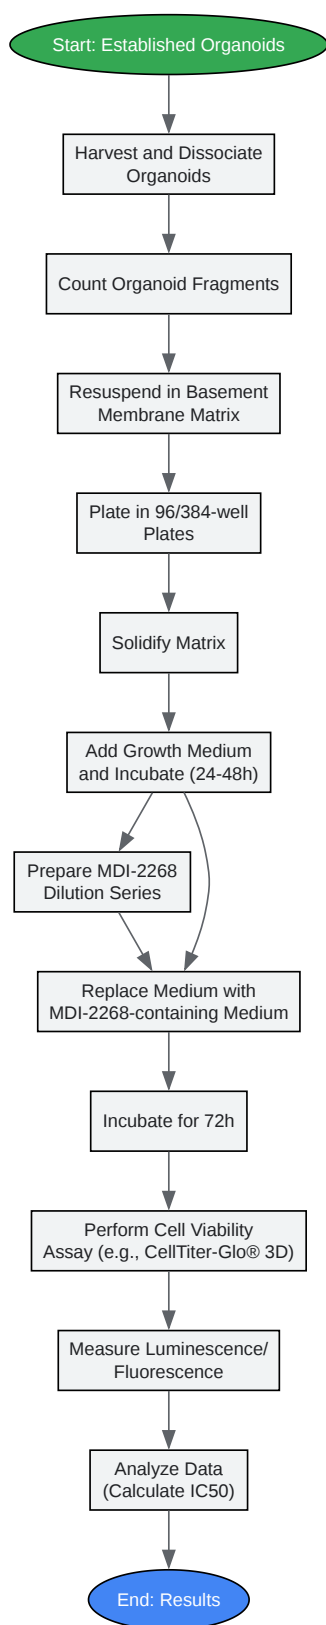 Start: Established Organoids
Harvest and Dissociate
Organoids
Count Organoid Fragments
Resuspend in Basement
Membrane Matrix
Plate in 96/384-well
Plates
Solidify Matrix
Add Growth Medium
and Incubate (24-48h)
Prepare MDI-2268
Dilution Series
Replace Medium with
MDI-2268-containing Medium
Incubate for 72h
Perform Cell Viability
Assay (e.g., CellTiter-Glo® 3D)
Measure Luminescence/
Fluorescence
Analyze Data
(Calculate IC50)
End: Results